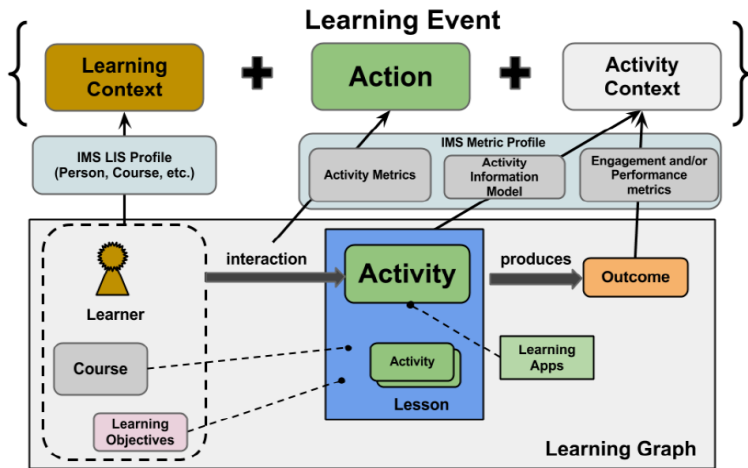 Learning Event
Learning
Context
Action
Activity
Context
IMS LIS Profile
(Person, Course, etc.)
IMS Metric Profile
Activity Metrics
Activity
Information
Model
Engagement and/or
Performance
metrics
Learner
interaction
Activity
produces
Outcome
Course
Activity
Learning
Apps
Lesson
Learning
Objectives
Learning Graph